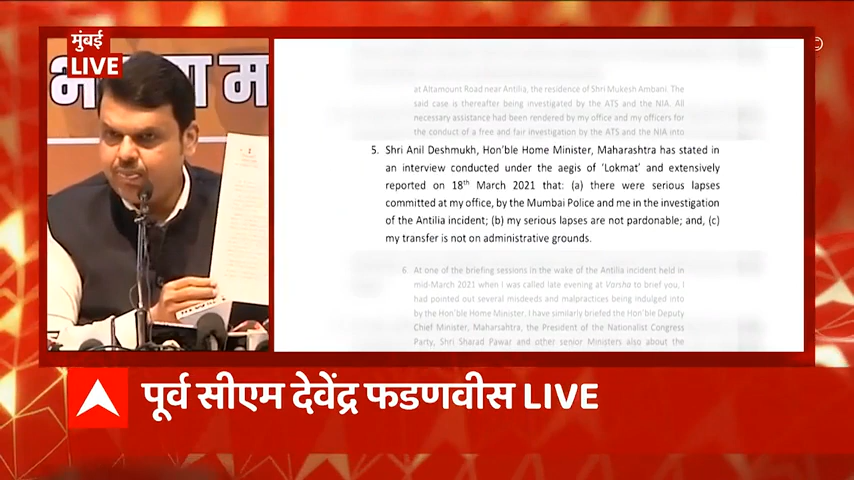 मुंबई
LIVE
at Altamount Road near Antilia, the residence of Shri Mukesh Ambani. The
said case is thereafter being investigated by the ATS and the NIA. All
necessary assistance had been rendered by my office and my officers for
the conduct of a free and fair investigation by the ATS and the NIA into
5. Shri Anil Deshmukh, Hon'ble Home Minister, Maharashtra has stated in
an interview conducted under the aegis of 'Lokmat' and extensively
reported on 18th March 2021 that: (a) there were serious lapses
committed at my office, by the Mumbai Police and me in the investigation
of the Antilia incident; (b) my serious lapses are not pardonable; and, (c)
my transfer is not on administrative grounds.
6. At one of the briefing sessions in the wake of the Antilia incident held in
mid-March 2021 when I was called late evening at Varsha to brief you, I
had pointed out several misdeeds and malpractices being indulged into
by the Hon'ble Home Minister. I have similarly briefed the Hon'ble Deputy
Chief Minister, Maharsahtra, the President of the Nationalist Congress
Party, Shri Sharad Pawar and other senior Ministers also about the
पूर्व सीएम देवेंद्र फडणवीस LIVE